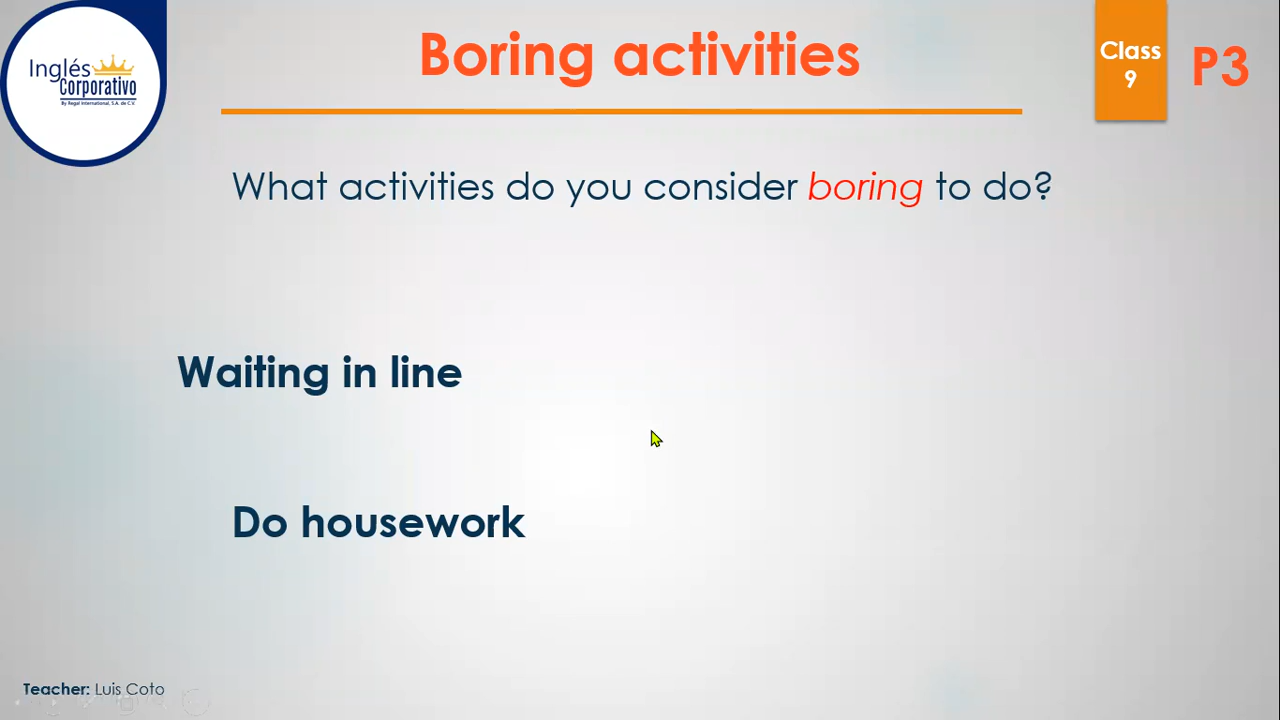 Inglés
Corporativo
By Regal International, S.A. de C.V.
Boring activities
Class
9
P3
What activities do you consider boring to do?
Waiting in line
Do housework
Teacher: Luis Coto